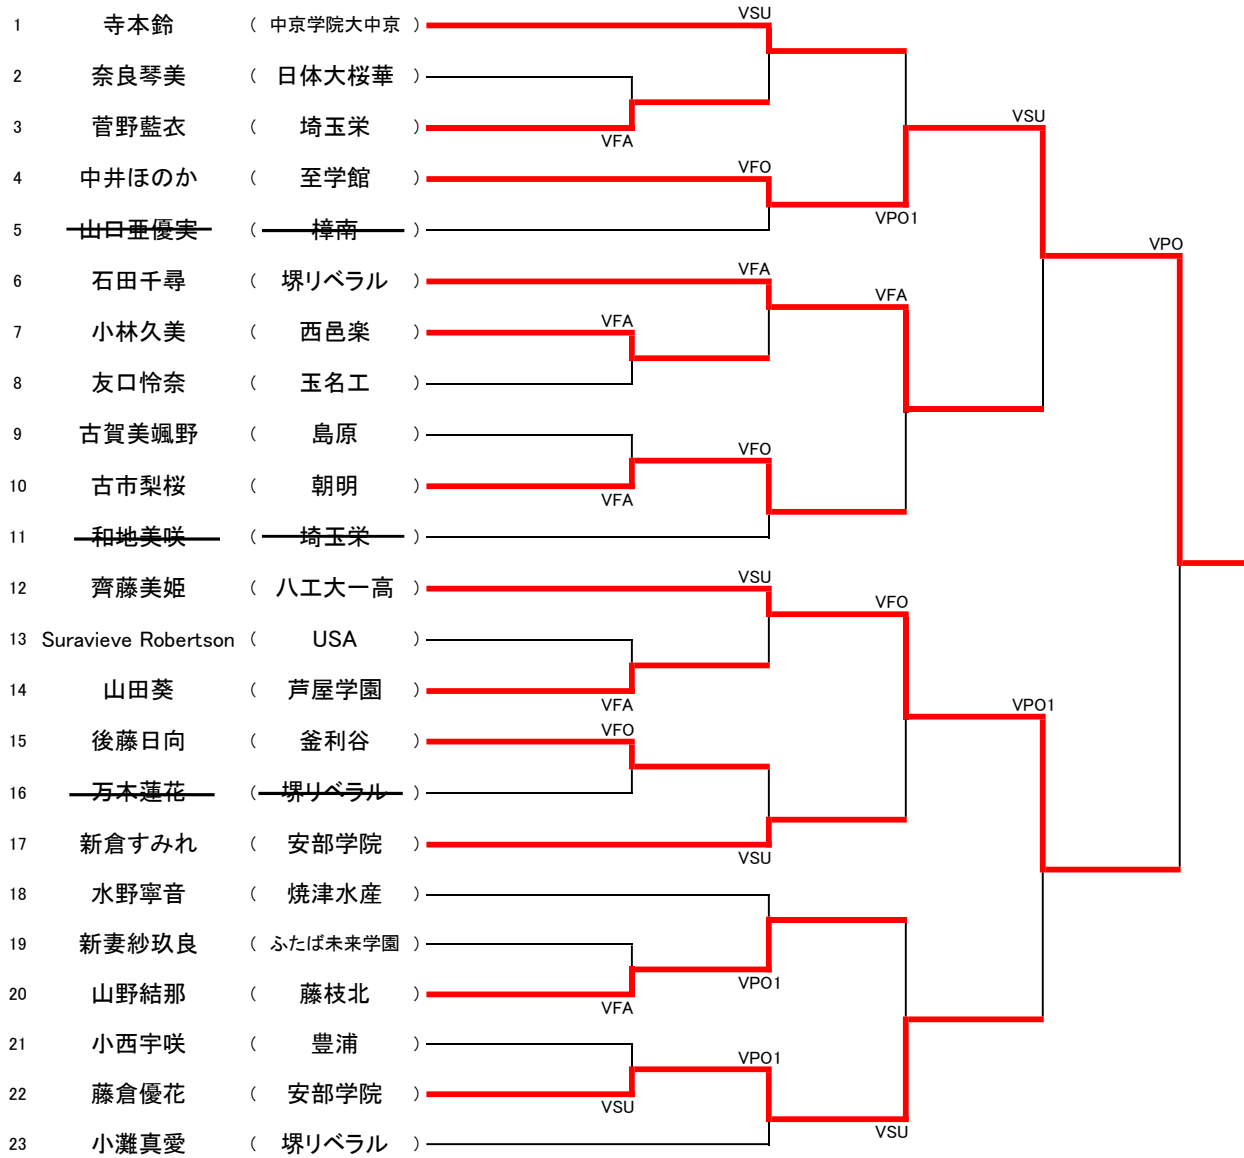 VSU
1 寺本鈴 ( 中京学院大中京 )
2 奈良琴美 ( 日体大桜華 )
3 菅野藍衣 ( 埼玉栄 )
VSU
VFA
4 中井ほのか ( 至学館 )
VFO
VPO1
5 山口亜優実 ( 樟南 )
VPO
6 石田千尋 ( 堺リベラル )
VFA
VFA
7 小林久美 ( 西邑楽 )
VFA
8 友口怜奈 ( 玉名工 )
9 古賀美颯野 ( 島原 )
VFO
10 古市梨桜 ( 朝明 )
VFA
11 和地美咲 ( 埼玉栄 )
12 齊藤美姫 ( 八工大一高 )
VSU
VFO
13 Suravieve Robertson ( USA )
14 山田葵 ( 芦屋学園 )
VFA
VPO1
15 後藤日向 ( 釜利谷 )
VFO
16 万木蓮花 ( 堺リベラル )
17 新倉すみれ ( 安部学院 )
VSU
18 水野寧音 ( 焼津水産 )
19 新妻紗玖良 ( ふたば未来学園 )
VPO1
20 山野結那 ( 藤枝北 )
VFA
21 小西宇咲 ( 豊浦 )
VPO1
22 藤倉優花 ( 安部学院 )
VSU
VSU
23 小灘真愛 ( 堺リベラル )